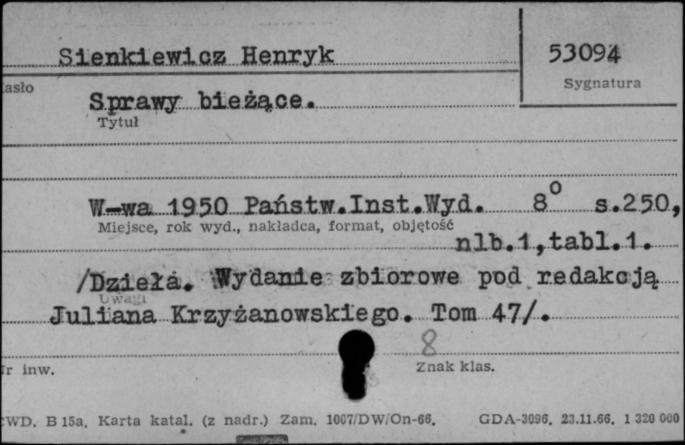 Sienkiewicz Henryk 53094
asło Sygnatura
Sprawy bieżące.
Tytuł
W-wa 1950 Państw.Inst.Wyd. 8° s.250,
Miejsce, rok wyd., nakładca, format, objętość
nlb.1,tabl.1.
/Dzieła. Wydanie zbiorowe pod redakcją
Uwagi
Juliana Krzyżanowskiego. Tom 47/.
8
r inw. Znak klas.
WD. B 15a. Karta katal. (z nadr.) Zam. 1007/DW/On-66. GDA-3096. 23.11.66. 1 320 000